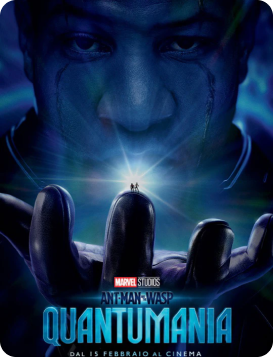 MARVEL STUDIOS
ANT-MAN AND THE WASP
QUANTUMANIA
DAL 15 FEBBRAIO AL CINEMA